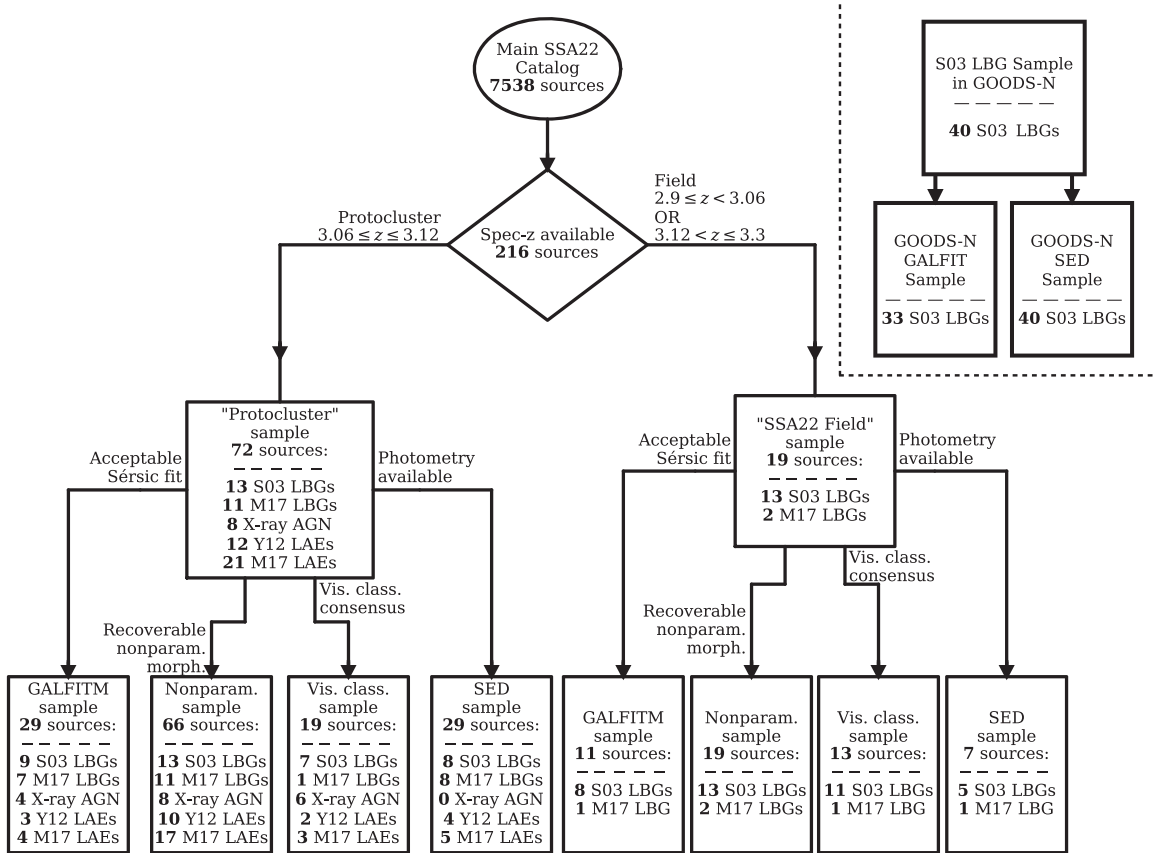 Main SSA22
Catalog
7538 sources
S03 LBG Sample
in GOODS-N
40 S03 LBGs
GOODS-N
GALFIT
Sample
33 S03 LBGs
GOODS-N
SED
Sample
40 S03 LBGs
Spec-z available
216 sources
Protocluster
3.06 ≤ z ≤ 3.12
Field
2.9 ≤ z < 3.06
OR
3.12 < z ≤ 3.3
"Protocluster"
sample
72 sources:
13 S03 LBGs
11 M17 LBGs
8 X-ray AGN
12 Y12 LAEs
21 M17 LAEs
Acceptable
Sérsic fit
Recoverable
nonparam.
morph.
Vis. class.
consensus
Photometry
available
GALFITM
sample
29 sources:
9 S03 LBGs
7 M17 LBGs
4 X-ray AGN
3 Y12 LAEs
4 M17 LAEs
Nonparam.
sample
66 sources:
13 S03 LBGs
11 M17 LBGs
8 X-ray AGN
10 Y12 LAEs
17 M17 LAEs
Vis. class.
sample
19 sources:
7 S03 LBGs
1 M17 LBGs
6 X-ray AGN
2 Y12 LAEs
3 M17 LAEs
SED
sample
29 sources:
8 S03 LBGs
8 M17 LBGs
0 X-ray AGN
4 Y12 LAEs
5 M17 LAEs
"SSA22 Field"
sample
19 sources:
13 S03 LBGs
2 M17 LBGs
Acceptable
Sérsic fit
Recoverable
nonparam.
morph.
Vis. class.
consensus
Photometry
available
GALFITM
sample
11 sources:
8 S03 LBGs
1 M17 LBG
Nonparam.
sample
19 sources:
13 S03 LBGs
2 M17 LBGs
Vis. class.
sample
13 sources:
11 S03 LBGs
1 M17 LBG
SED
sample
7 sources:
5 S03 LBGs
1 M17 LBG